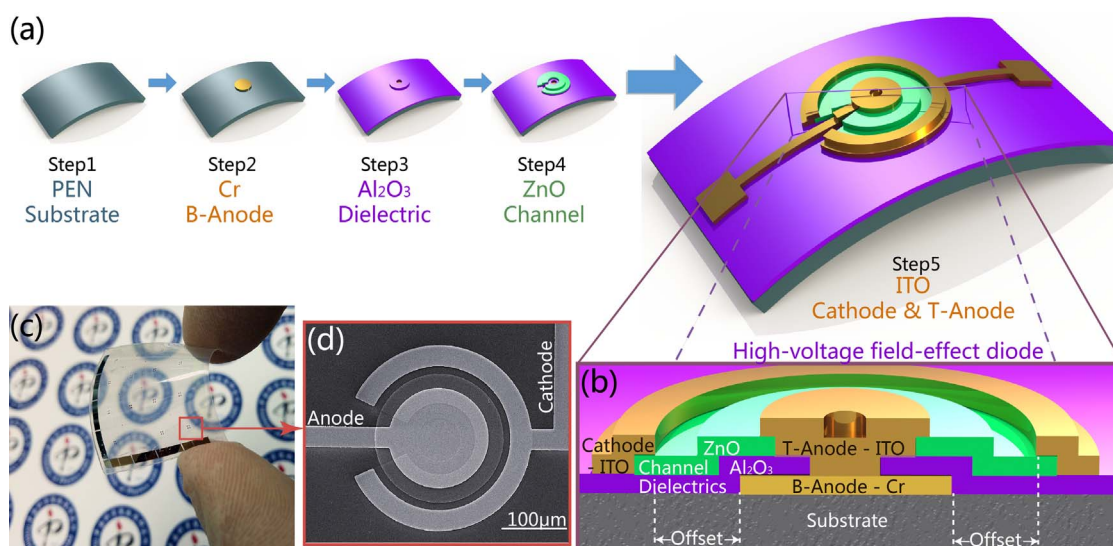 (a)
Step1
PEN
Substrate
Step2
Cr
B-Anode
Step3
Al₂O₃
Dielectric
Step4
ZnO
Channel
Step5
ITO
Cathode & T-Anode
High-voltage field-effect diode
(c)
(d)
Anode
Cathode
100μm
(b)
Cathode
- ITO
ZnO
T-Anode - ITO
Channel
Al₂O₃
Dielectrics
B-Anode - Cr
Substrate
Offset
Offset